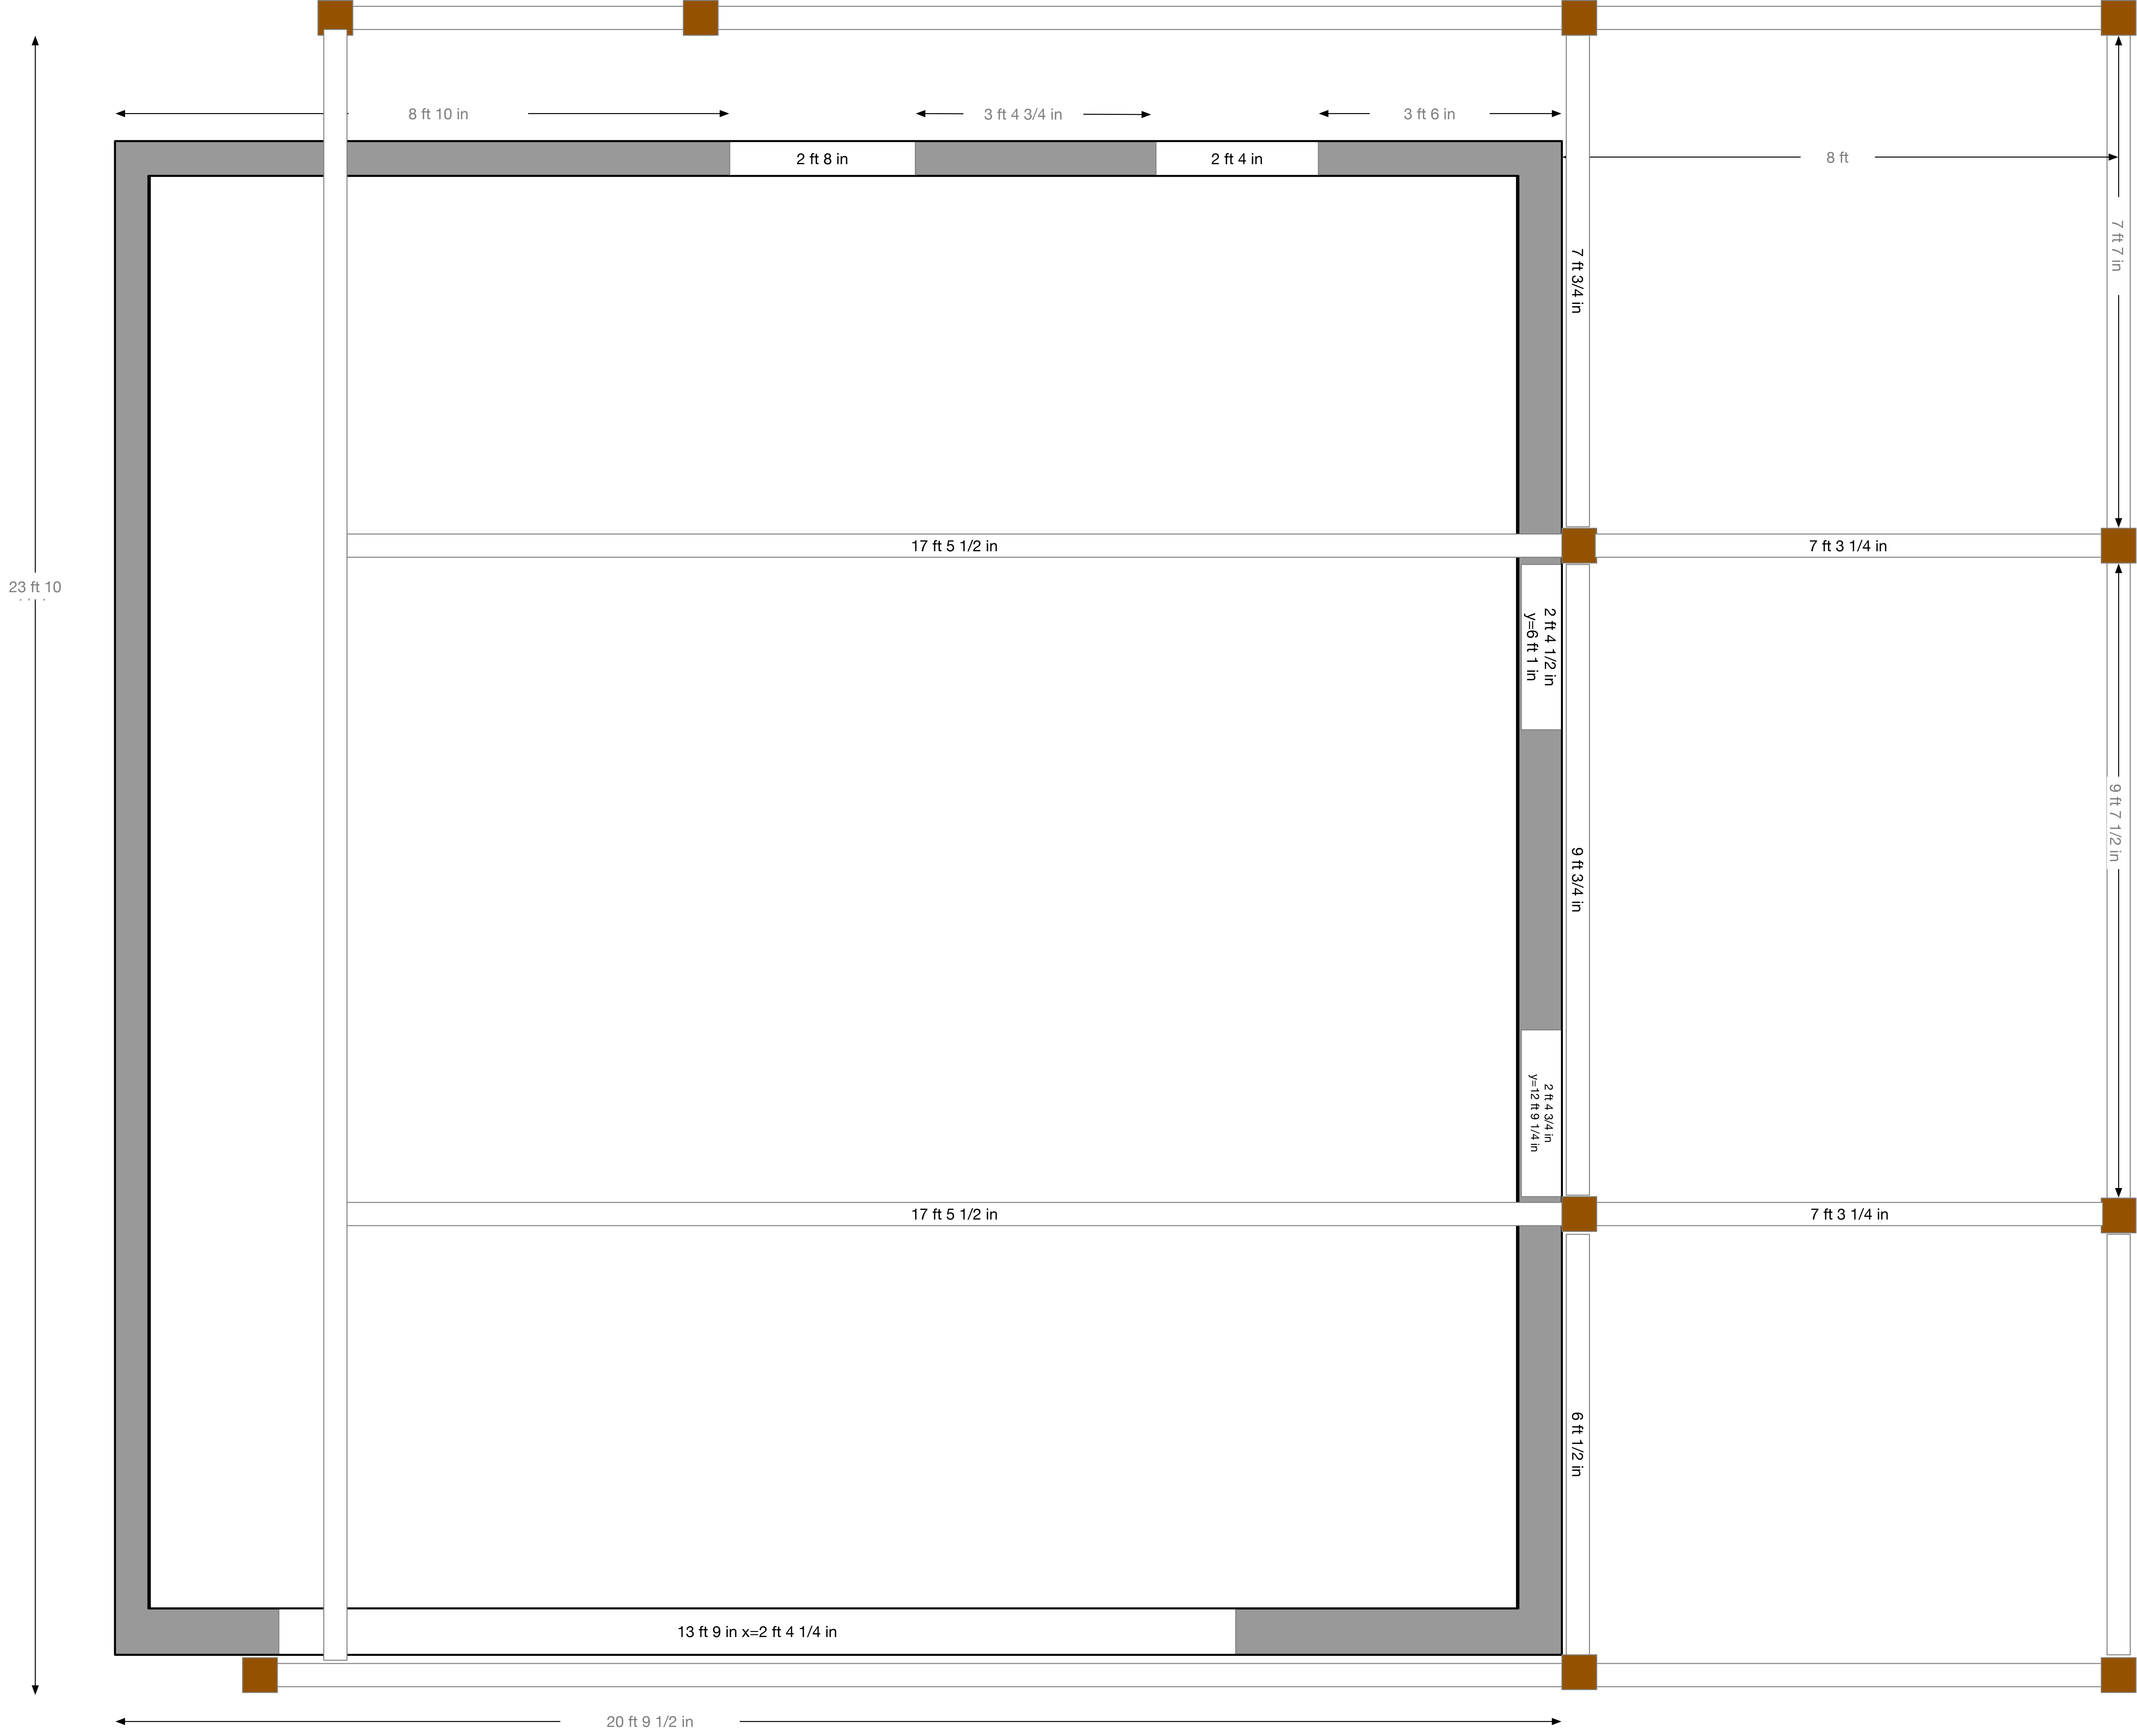 8 ft 10 in
3 ft 4 3/4 in
3 ft 6 in
2 ft 8 in
2 ft 4 in
8 ft
7 ft 7 in
7 ft 3/4 in
17 ft 5 1/2 in
7 ft 3 1/4 in
23 ft 10
2 ft 4 1/2 in
y=6 ft 1 in
9 ft 7 1/2 in
9 ft 3/4 in
2 ft 4 3/4 in
y=12 ft 9 1/4 in
17 ft 5 1/2 in
7 ft 3 1/4 in
6 ft 1/2 in
13 ft 9 in x=2 ft 4 1/4 in
20 ft 9 1/2 in